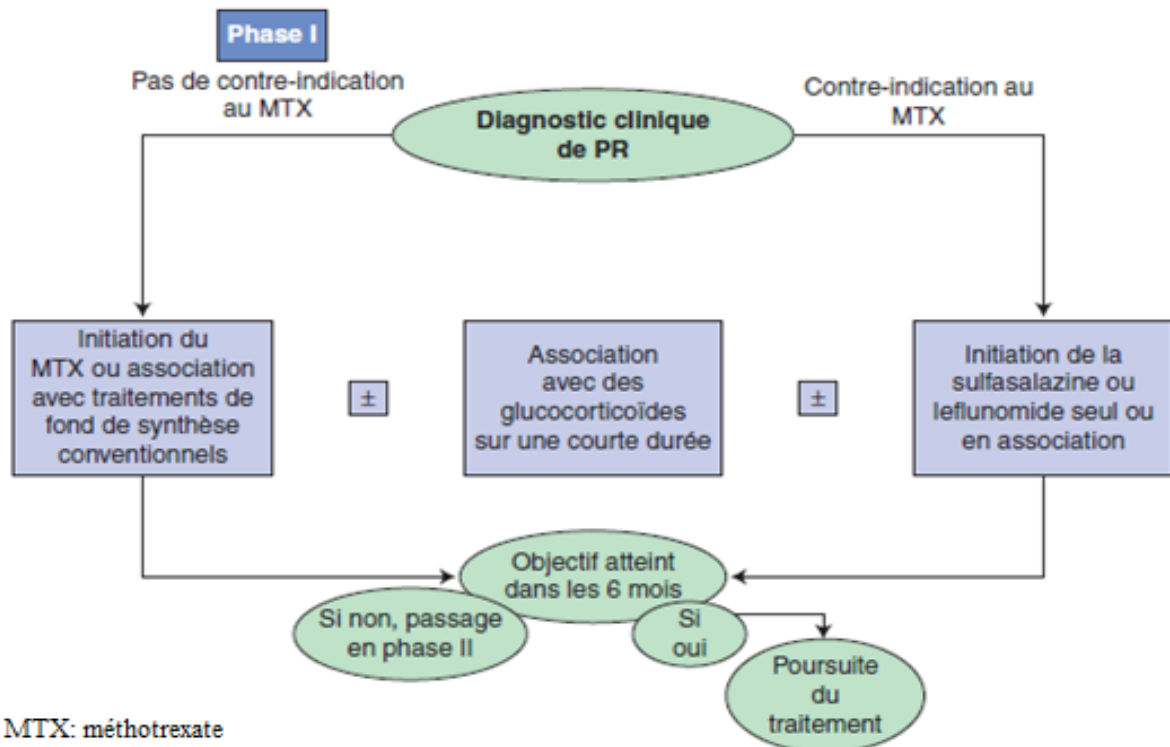 Phase I
Pas de contre-indication
au MTX
Diagnostic clinique
de PR
Contre-indication au
MTX
Initiation du
MTX ou association
avec traitements de
fond de synthèse
conventionnels
±
Association
avec des
glucocorticoïdes
sur une courte durée
±
Initiation de la
sulfasalazine ou
leflunomide seul ou
en association
Objectif atteint
dans les 6 mois
Si non, passage
en phase II
Si
oui
Poursuite
du
traitement
MTX: méthotrexate